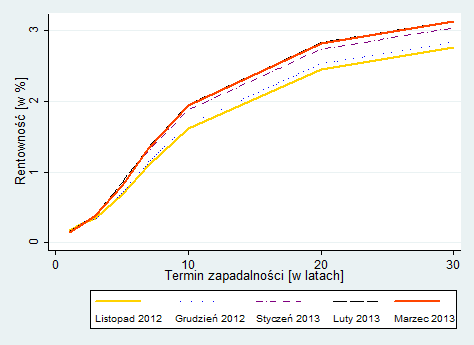 Rentowność [w %]
3
2
1
0
0
10
20
30
Termin zapadalności [w latach]
Listopad 2012
Grudzień 2012
Styczeń 2013
Luty 2013
Marzec 2013